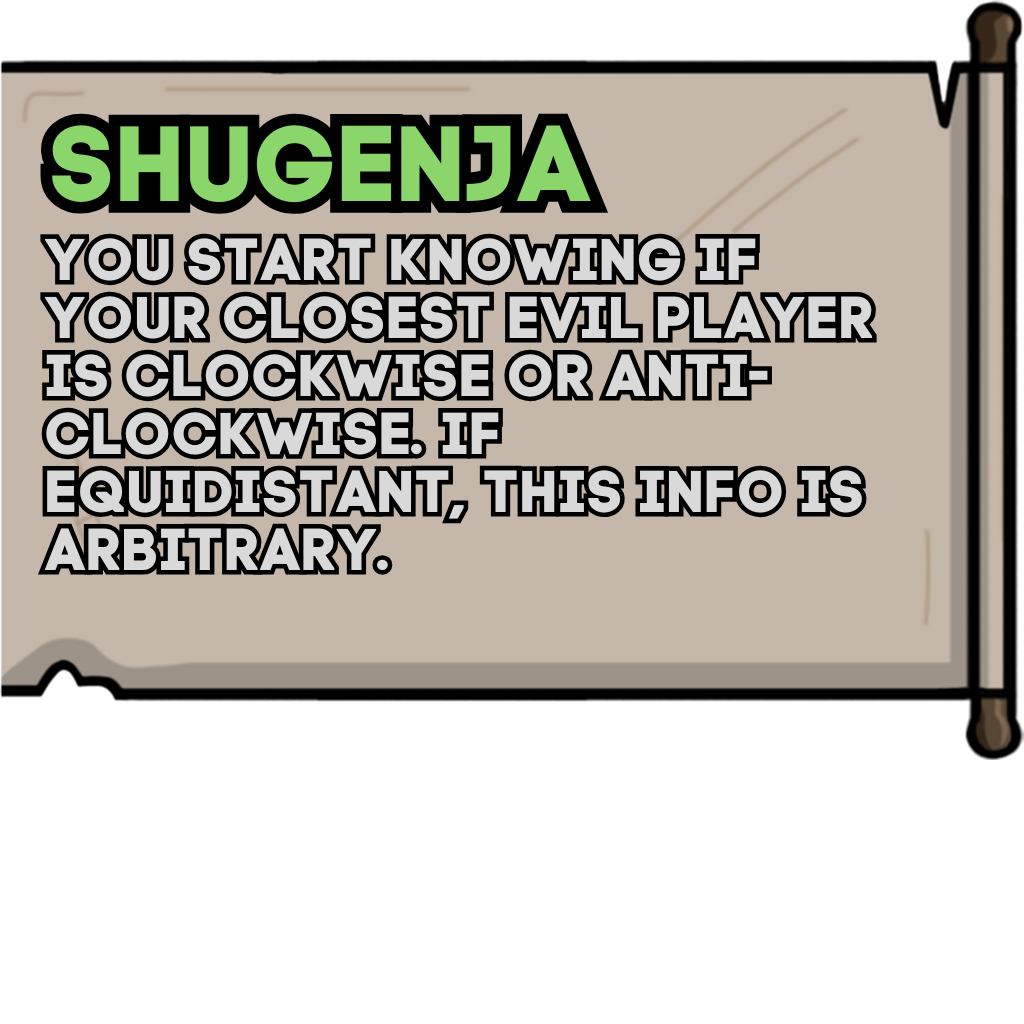 SHUGENJA
YOU START KNOWING IF
YOUR CLOSEST EVIL PLAYER
IS CLOCKWISE OR ANTI-
CLOCKWISE. IF
EQUIDISTANT, THIS INFO IS
ARBITRARY.